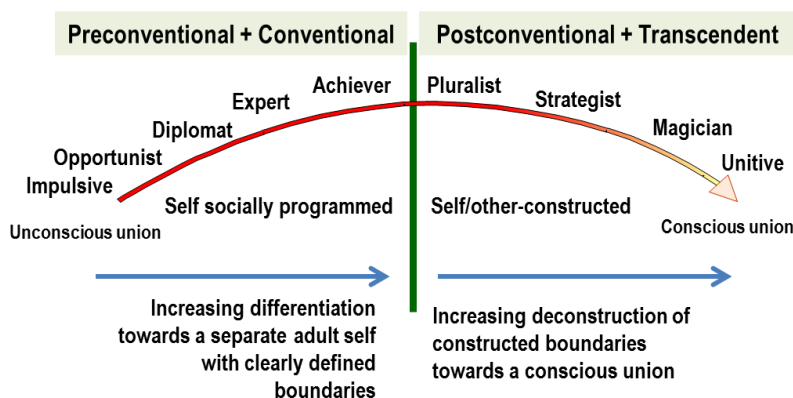 Preconventional + Conventional
Postconventional + Transcendent
Impulsive
Opportunist
Diplomat
Expert
Achiever
Pluralist
Strategist
Magician
Unitive
Unconscious union
Self socially programmed
Self/other-constructed
Conscious union
Increasing differentiation
towards a separate adult self
with clearly defined
boundaries
Increasing deconstruction of
constructed boundaries
towards a conscious union